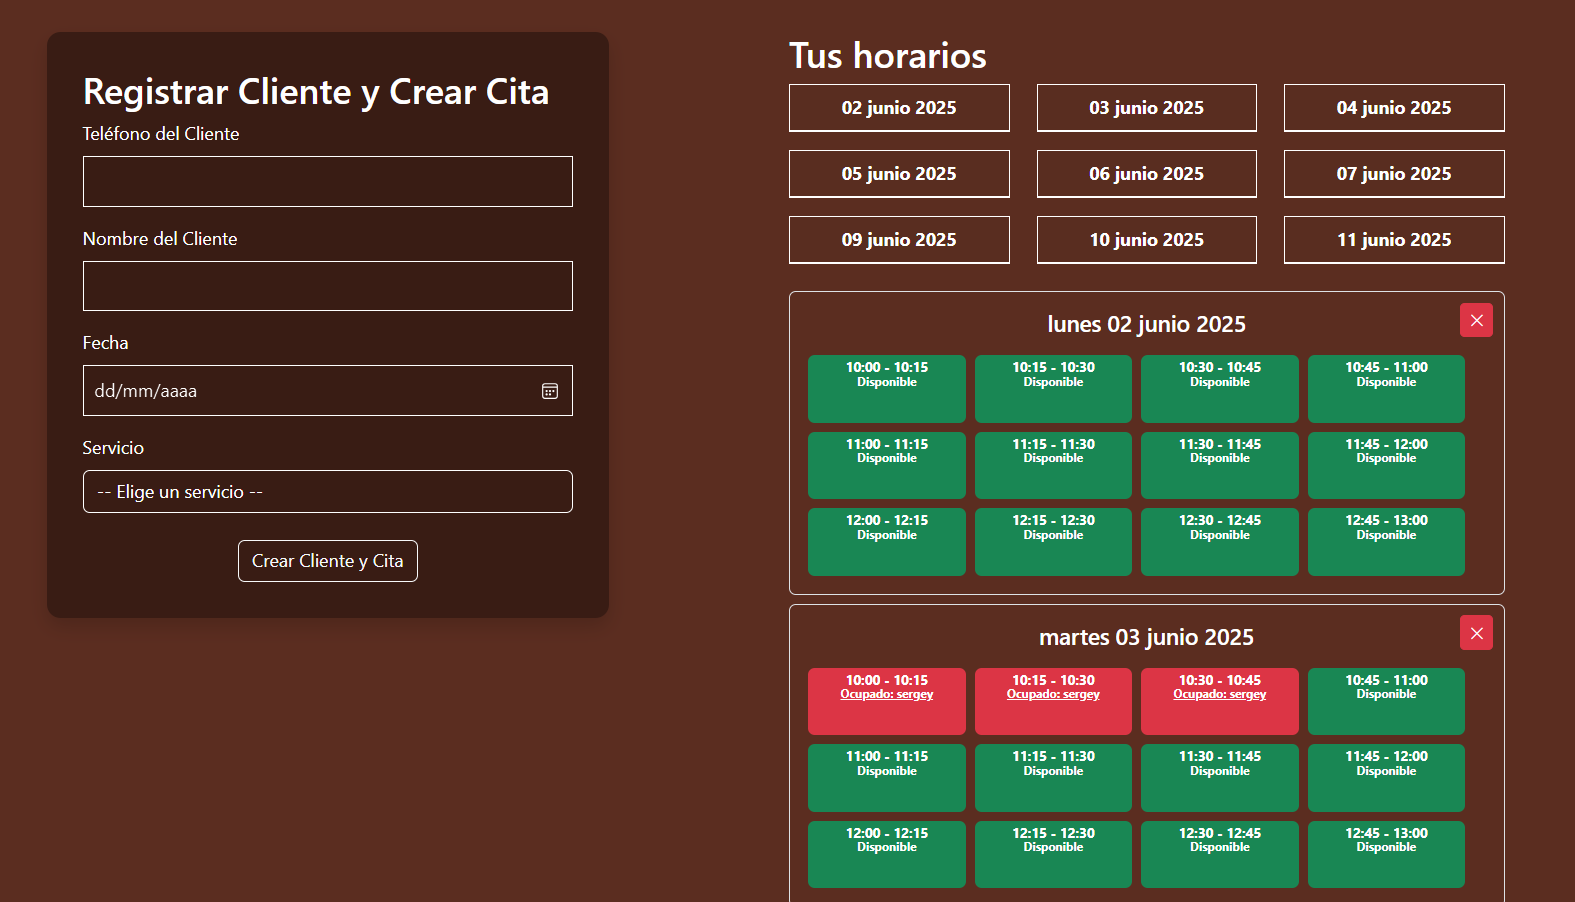 Registrar Cliente y Crear Cita
Teléfono del Cliente
Nombre del Cliente
Fecha
dd/mm/aaaa
Servicio
-- Elige un servicio --
Crear Cliente y Cita
Tus horarios
02 junio 2025 03 junio 2025 04 junio 2025
05 junio 2025 06 junio 2025 07 junio 2025
09 junio 2025 10 junio 2025 11 junio 2025
lunes 02 junio 2025
10:00 - 10:15 10:15 - 10:30 10:30 - 10:45 10:45 - 11:00
Disponible Disponible Disponible Disponible
11:00 - 11:15 11:15 - 11:30 11:30 - 11:45 11:45 - 12:00
Disponible Disponible Disponible Disponible
12:00 - 12:15 12:15 - 12:30 12:30 - 12:45 12:45 - 13:00
Disponible Disponible Disponible Disponible
martes 03 junio 2025
10:00 - 10:15 10:15 - 10:30 10:30 - 10:45 10:45 - 11:00
Ocupado: sergey Ocupado: sergey Ocupado: sergey Disponible
11:00 - 11:15 11:15 - 11:30 11:30 - 11:45 11:45 - 12:00
Disponible Disponible Disponible Disponible
12:00 - 12:15 12:15 - 12:30 12:30 - 12:45 12:45 - 13:00
Disponible Disponible Disponible Disponible